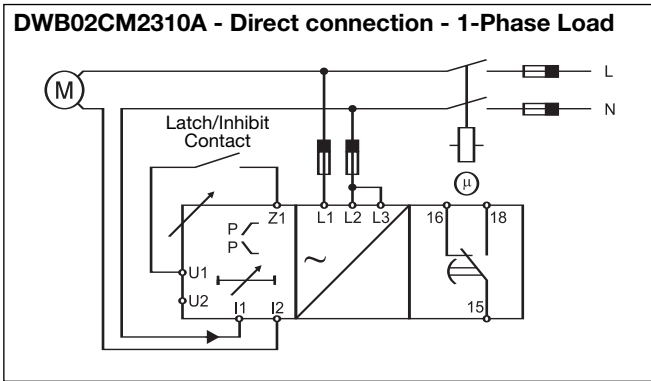 DWB02CM2310A - Direct connection - 1-Phase Load
M
L
N
Latch/Inhibit
Contact
μ
Z1
L1
L2
L3
16
18
P
P
~
U1
U2
I1
I2
15